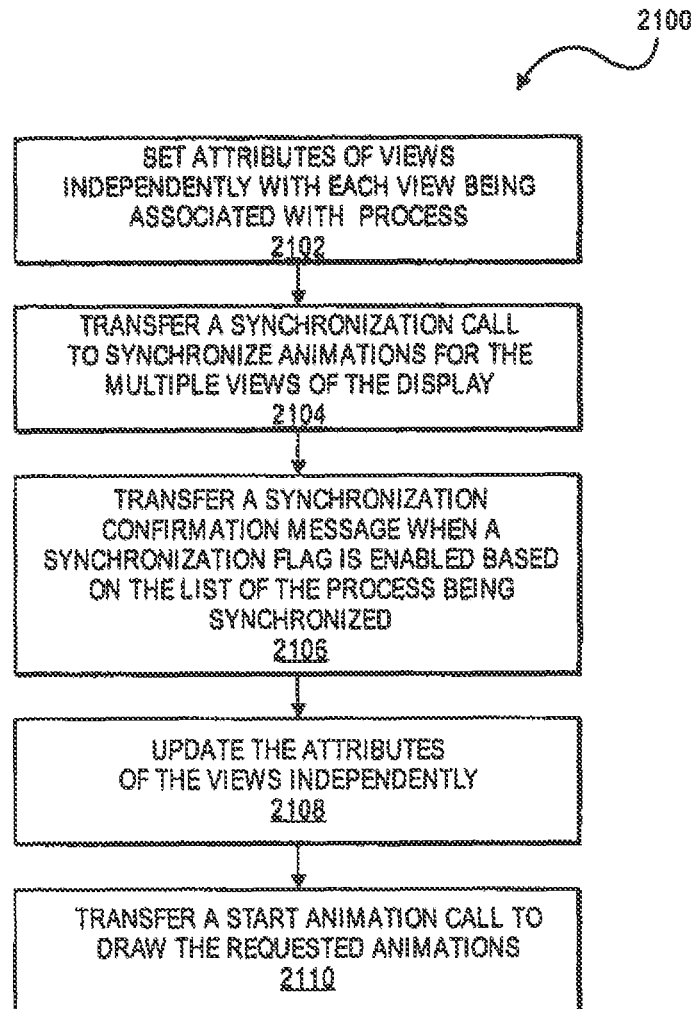 2100
SET ATTRIBUTES OF VIEWS
INDEPENDENTLY WITH EACH VIEW BEING
ASSOCIATED WITH PROCESS
2102
TRANSFER A SYNCHRONIZATION CALL
TO SYNCHRONIZE ANIMATIONS FOR THE
MULTIPLE VIEWS OF THE DISPLAY
2104
TRANSFER A SYNCHRONIZATION
CONFIRMATION MESSAGE WHEN A
SYNCHRONIZATION FLAG IS ENABLED BASED
ON THE LIST OF THE PROCESS BEING
SYNCHRONIZED
2106
UPDATE THE ATTRIBUTES
OF THE VIEWS INDEPENDENTLY
2108
TRANSFER A START ANIMATION CALL TO
DRAW THE REQUESTED ANIMATIONS
2110